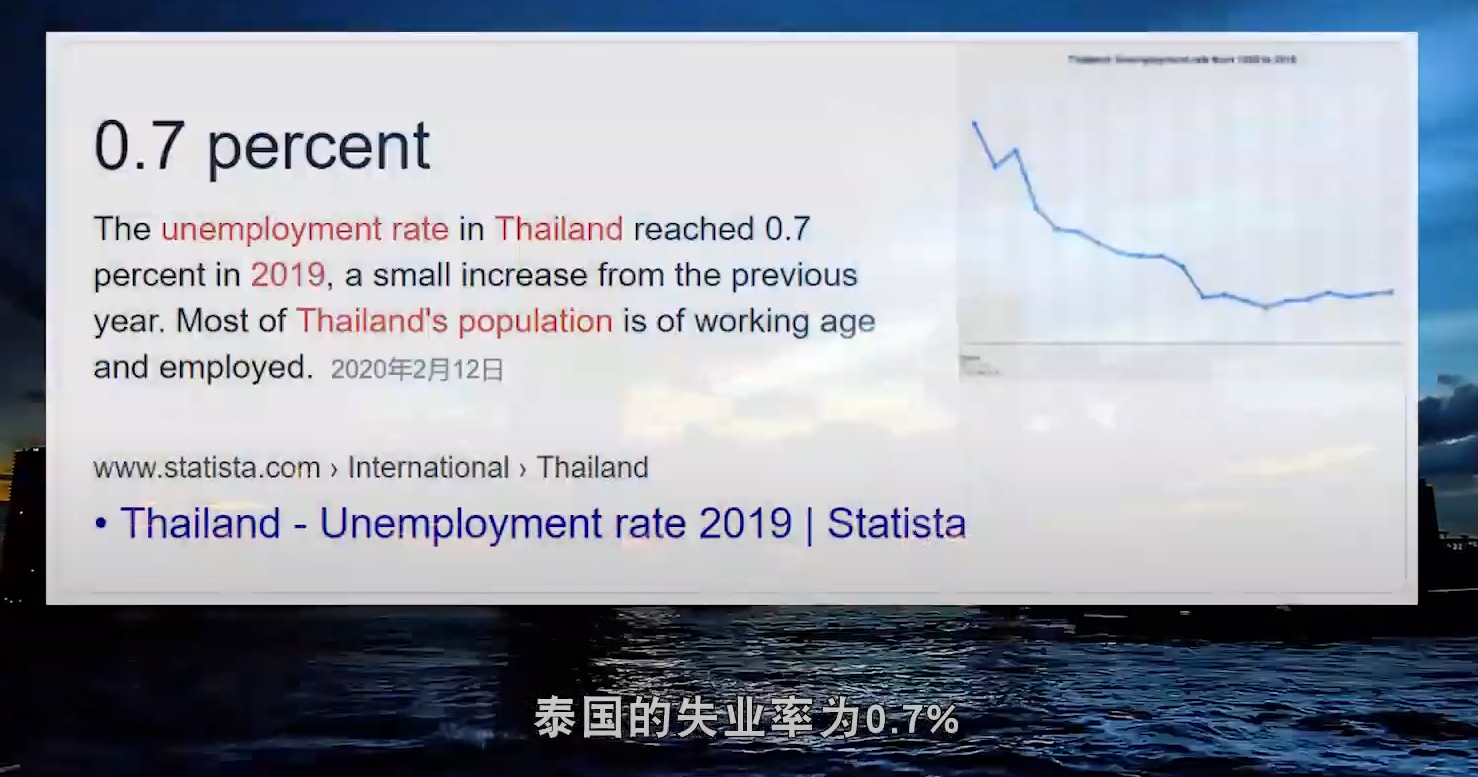 0.7 percent
The unemployment rate in Thailand reached 0.7
percent in 2019, a small increase from the previous
year. Most of Thailand's population is of working age
and employed. 2020年2月12日
www.statista.com › International › Thailand
• Thailand - Unemployment rate 2019 | Statista
泰国的失业率为0.7%